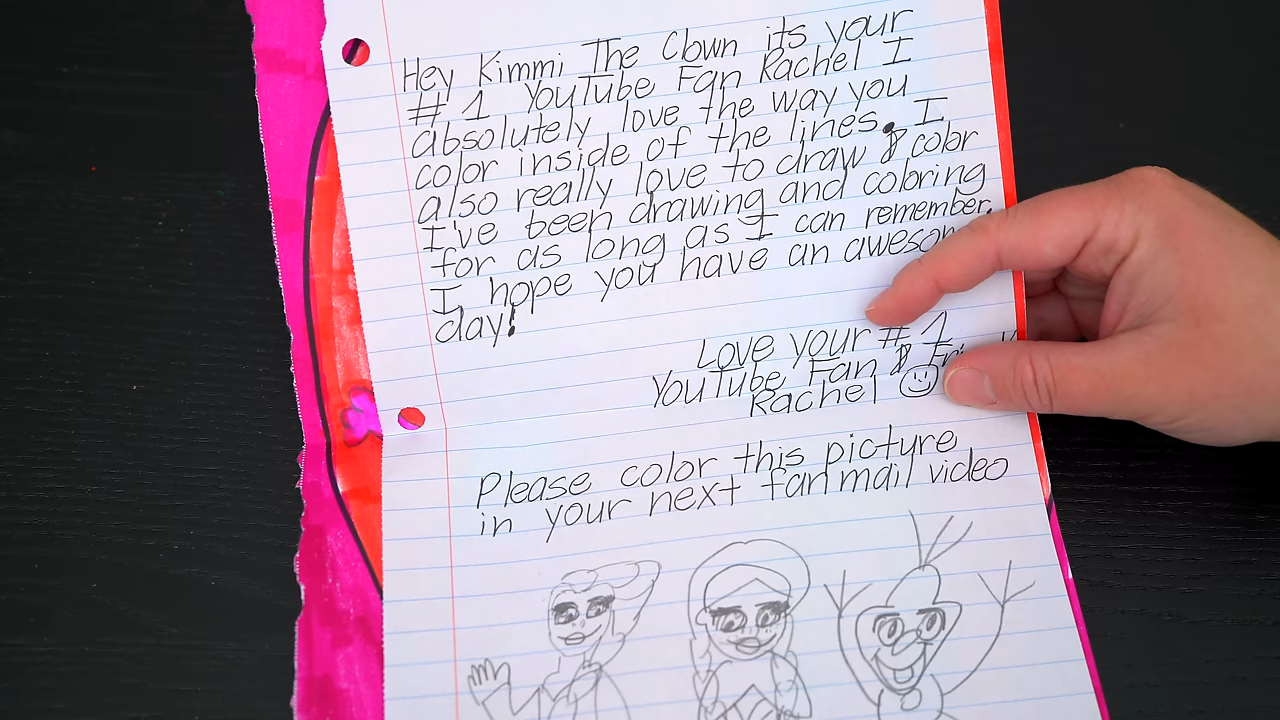 Hey Kimmi The Clown its your
#1 YouTube Fan Rachel I
absolutely love the way you
color inside of the lines. I
also really love to draw & color
I've been drawing and coloring
for as long as I can remember.
I hope you have an
day!
Love your #1
YouTube Fan &
Rachel
Please color this picture
in your next fanmail video